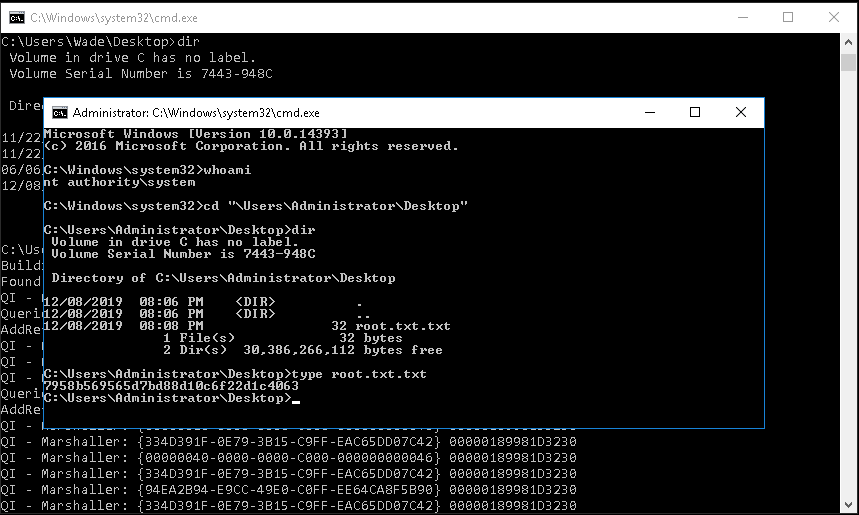 C:\Windows\system32\cmd.exe
C:\Users\Wade\Desktop>dir
 Volume in drive C has no label.
 Volume Serial Number is 7443-948C
 Dire
11/22
11/22
06/06
12/08
C:\Use
Buildi
Found
QI -
Queri
AddRe
QI -
QI -
QI -
Queri
AddRe
Administrator: C:\Windows\system32\cmd.exe
Microsoft Windows [Version 10.0.14393]
(c) 2016 Microsoft Corporation. All rights reserved.
C:\Windows\system32>whoami
nt authority\system
C:\Windows\system32>cd "\Users\Administrator\Desktop"
C:\Users\Administrator\Desktop>dir
 Volume in drive C has no label.
 Volume Serial Number is 7443-948C
 Directory of C:\Users\Administrator\Desktop
12/08/2019  08:06 PM    <DIR>          .
12/08/2019  08:06 PM    <DIR>          ..
12/08/2019  08:08 PM                32 root.txt.txt
               1 File(s)             32 bytes
               2 Dir(s)  30,386,266,112 bytes free
C:\Users\Administrator\Desktop>type root.txt.txt
7958b569565d7bd88d10c6f22d1c4063
C:\Users\Administrator\Desktop>
QI - Marshaller: {334D391F-0E79-3B15-C9FF-EAC65DD07C42} 00000189981D3230
QI - Marshaller: {00000040-0000-0000-C000-000000000046} 00000189981D3230
QI - Marshaller: {334D391F-0E79-3B15-C9FF-EAC65DD07C42} 00000189981D3230
QI - Marshaller: {94EA2B94-E9CC-49E0-C0FF-EE64CA8F5B90} 00000189981D3230
QI - Marshaller: {334D391F-0E79-3B15-C9FF-EAC65DD07C42} 00000189981D3230